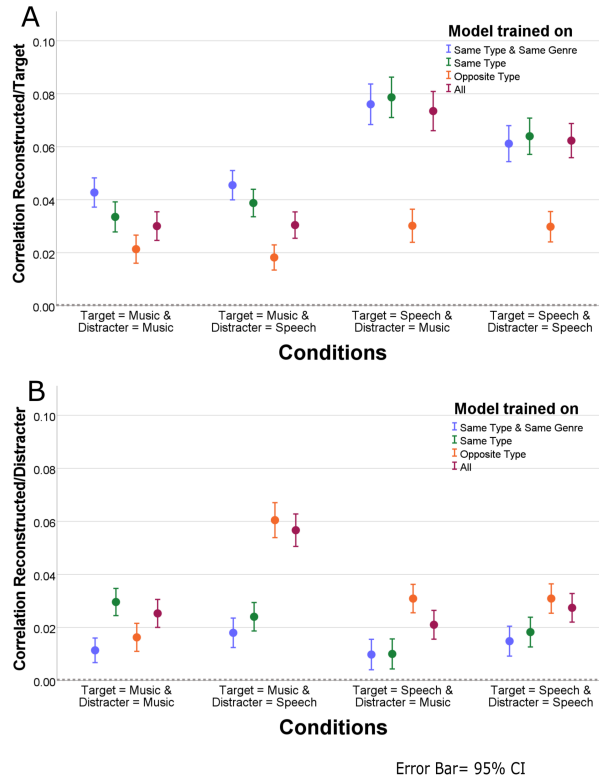 A
Correlation Reconstructed/Target
0.10
0.08
0.06
0.04
0.02
0.00
Model trained on
Same Type & Same Genre
Same Type
Opposite Type
All
Target = Music &
Distracter = Music
Target = Music &
Distracter = Speech
Target = Speech &
Distracter = Music
Target = Speech &
Distracter = Speech
Conditions
B
Correlation Reconstructed/Distracter
0.10
0.08
0.06
0.04
0.02
0.00
Model trained on
Same Type & Same Genre
Same Type
Opposite Type
All
Target = Music &
Distracter = Music
Target = Music &
Distracter = Speech
Target = Speech &
Distracter = Music
Target = Speech &
Distracter = Speech
Conditions
Error Bar= 95% CI